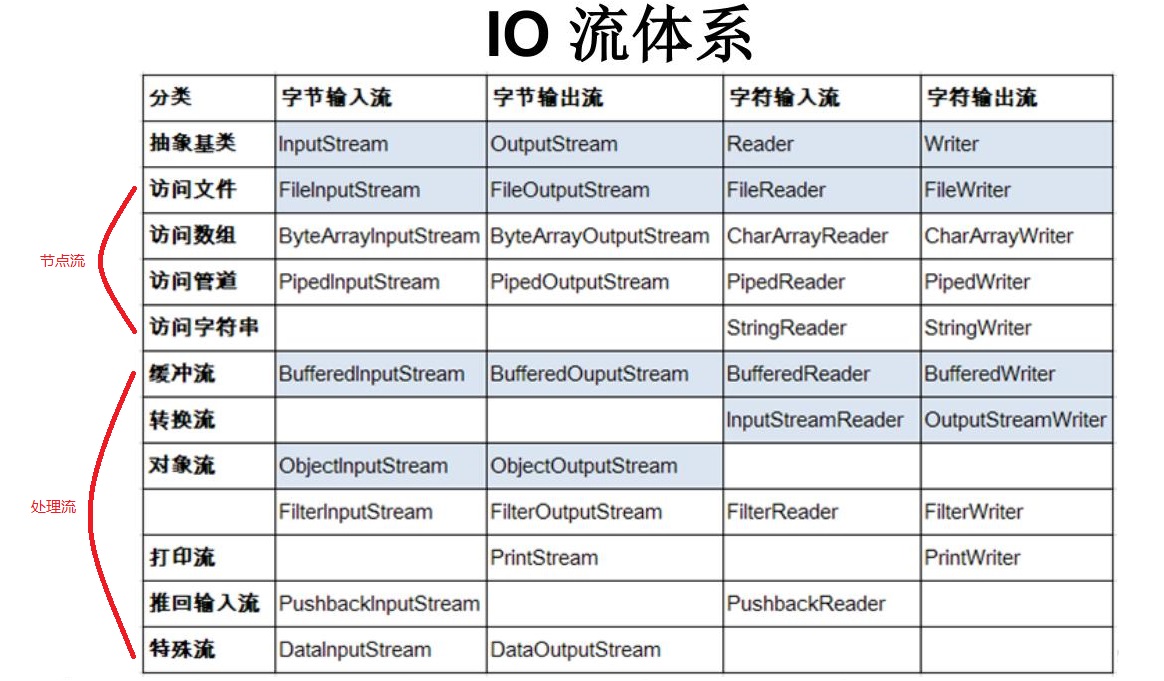 IO 流体系
分类 字节输入流 字节输出流 字符输入流 字符输出流
抽象基类 InputStream OutputStream Reader Writer
访问文件 FileInputStream FileOutputStream FileReader FileWriter
访问数组 ByteArrayInputStream ByteArrayOutputStream CharArrayReader CharArrayWriter
节点流
访问管道 PipedInputStream PipedOutputStream PipedReader PipedWriter
访问字符串 StringReader StringWriter
缓冲流 BufferedInputStream BufferedOuputStream BufferedReader BufferedWriter
转换流 InputStreamReader OutputStreamWriter
对象流 ObjectInputStream ObjectOutputStream
处理流
FilterInputStream FilterOutputStream FilterReader FilterWriter
打印流 PrintStream PrintWriter
推回输入流 PushbackInputStream PushbackReader
特殊流 DataInputStream DataOutputStream